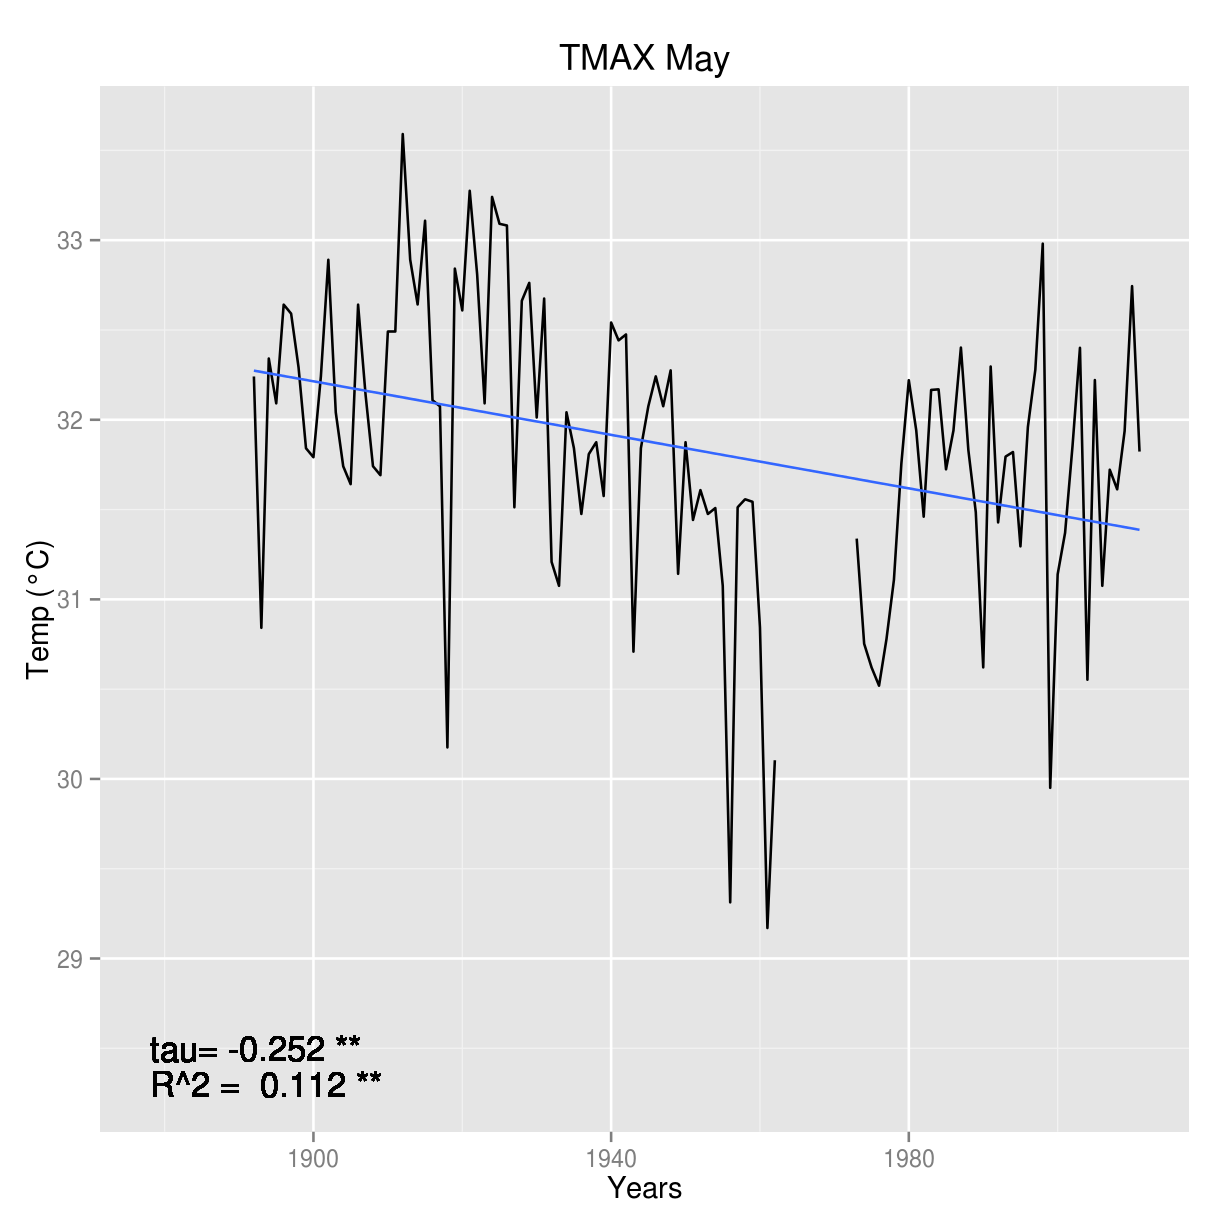 TMAX May
33
32
31
30
29
Temp (°C)
tau= -0.252 **
R^2 =  0.112 **
1900
1940
1980
Years